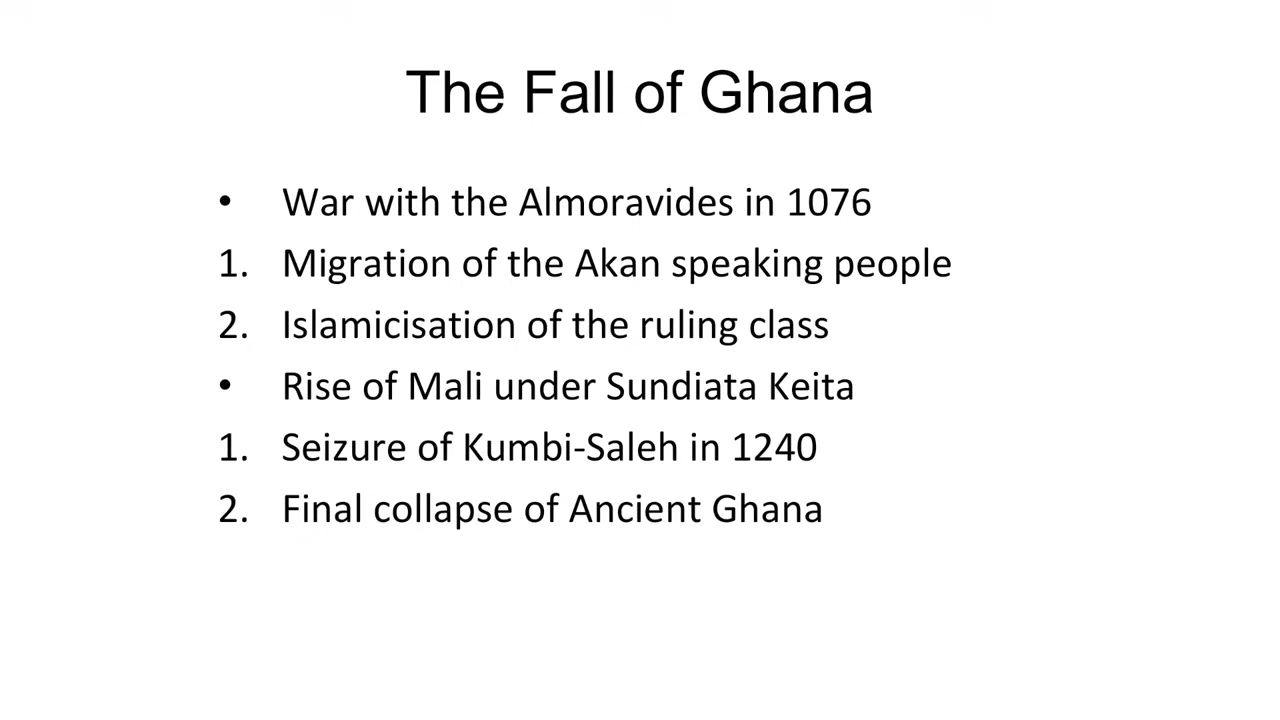 The Fall of Ghana
• War with the Almoravides in 1076
1. Migration of the Akan speaking people
2. Islamicisation of the ruling class
• Rise of Mali under Sundiata Keita
1. Seizure of Kumbi-Saleh in 1240
2. Final collapse of Ancient Ghana